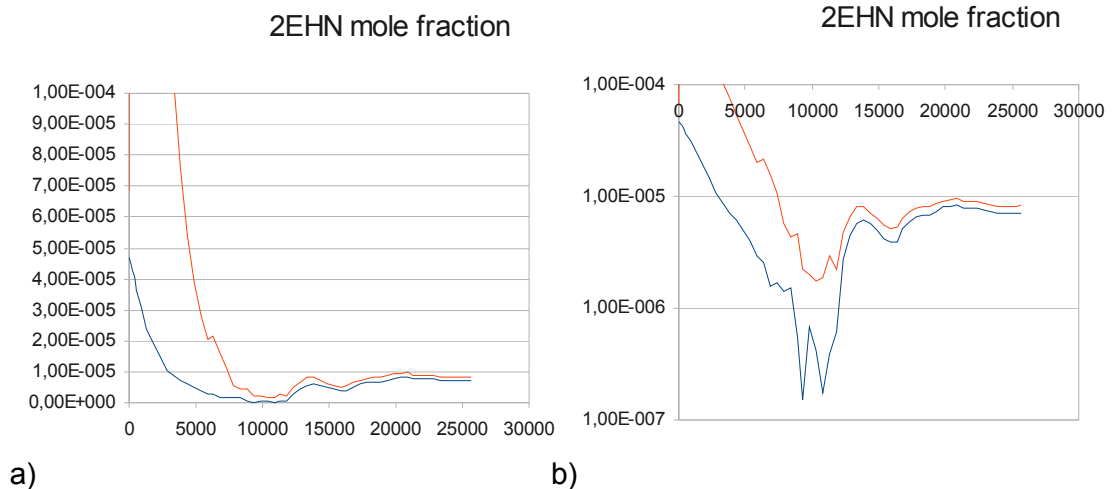 2EHN mole fraction
1,00E-004
9,00E-005
8,00E-005
7,00E-005
6,00E-005
5,00E-005
4,00E-005
3,00E-005
2,00E-005
1,00E-005
0,00E+000
0 5000 10000 15000 20000 25000 30000
a)
2EHN mole fraction
1,00E-004
0 5000 10000 15000 20000 25000 30000
1,00E-005
1,00E-006
1,00E-007
b)